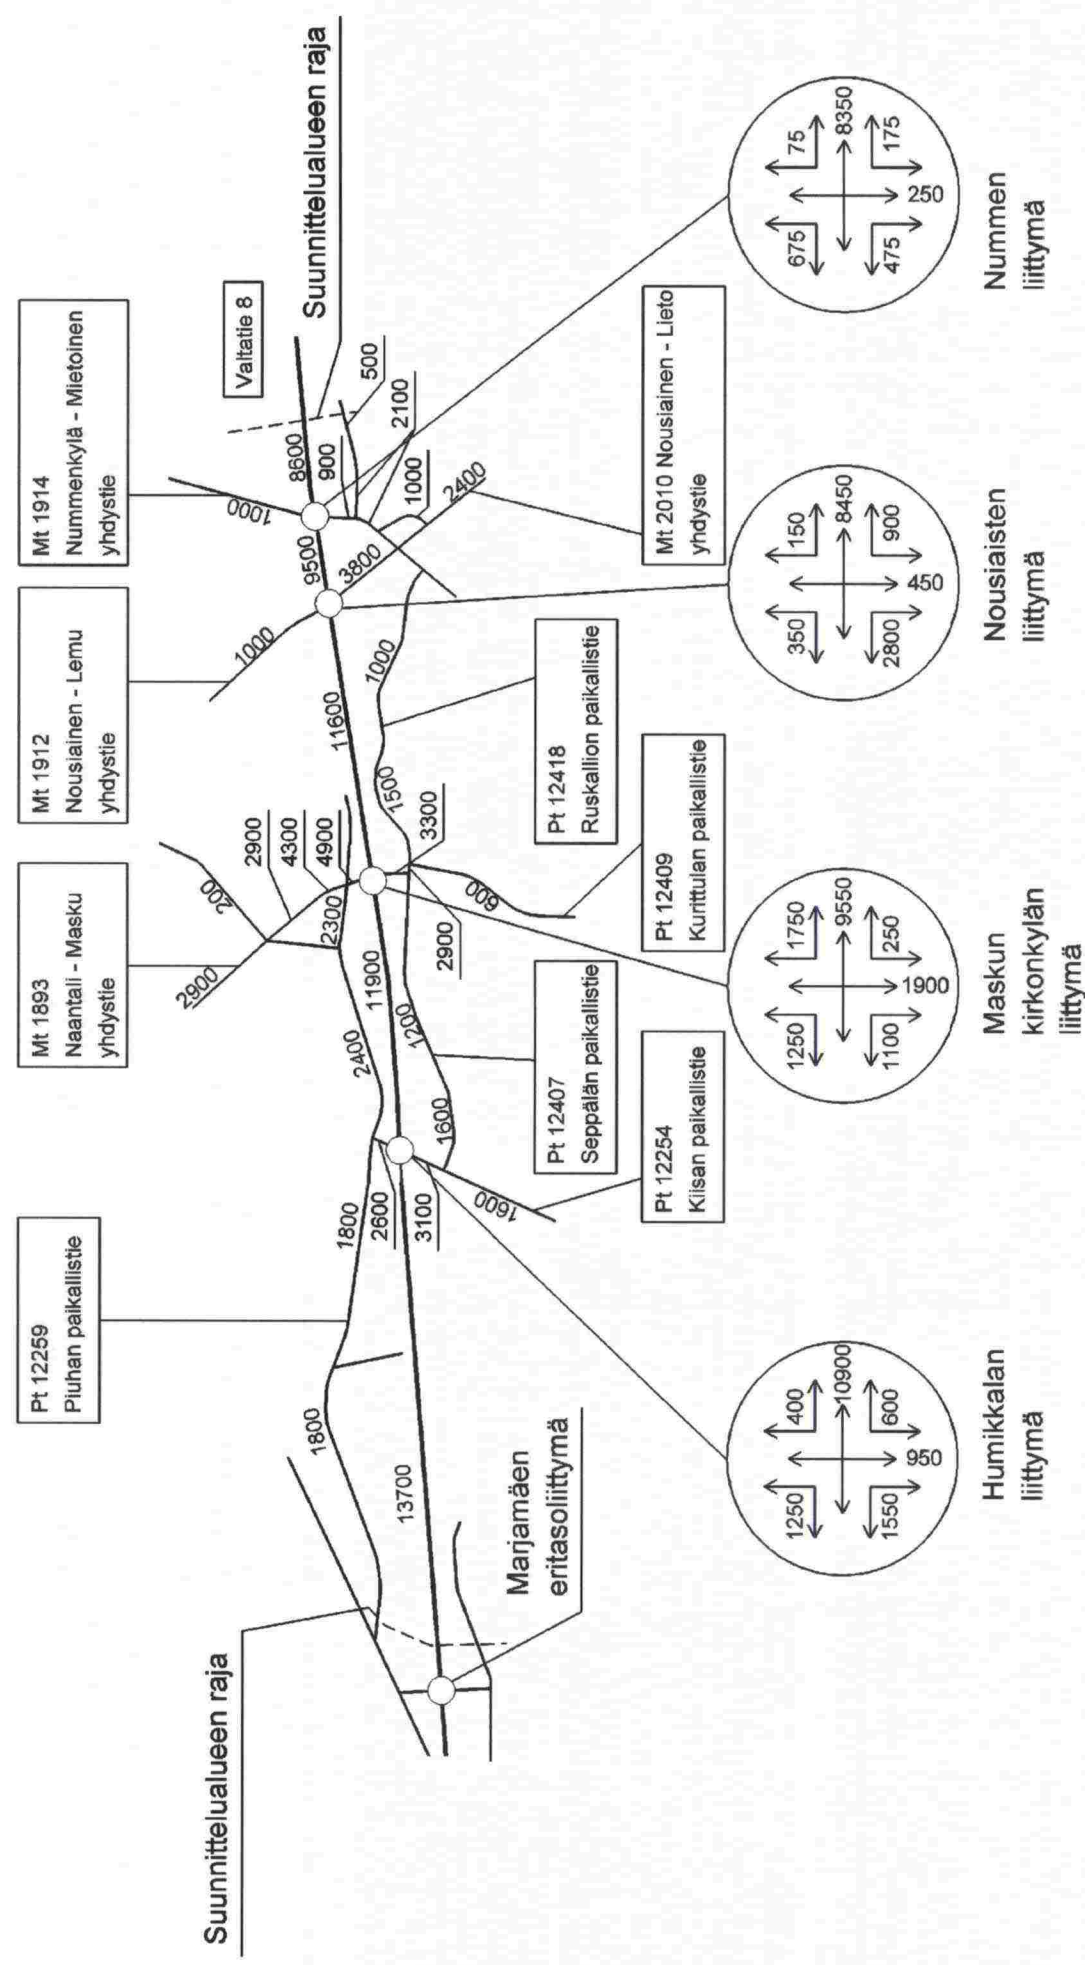 Suunnittelualueen raja
Pt 12259
Piuhan paikallistie
Mt 1893
Naantali - Masku
yhdystie
Mt 1912
Nousiainen - Lemu
yhdystie
Mt 1914
Nummenkylä - Mietoinen
yhdystie
Valtatie 8
Suunnittelualueen raja
1800
13700
1800
2600
3100
1600
1600
2400
11900
1200
2900
200
2300
2900
4300
4900
3300
2900
600
1500
11600
1000
1000
9500
3800
1000
8600
900
500
2100
1000
2400
Marjamäen
eritasoliittymä
Pt 12407
Seppälän paikallistie
Pt 12418
Ruskallion paikallistie
Pt 12254
Kiisan paikallistie
Pt 12409
Kurittulan paikallistie
Mt 2010 Nousiainen - Lieto
yhdystie
1250
400
10900
1550
600
950
Humikkalan
liittymä
1250
1750
9550
1100
250
1900
Maskun
kirkonkylän
liittymä
350
150
8450
2800
900
450
Nousiaisten
liittymä
675
75
8350
475
175
250
Nummen
liittymä